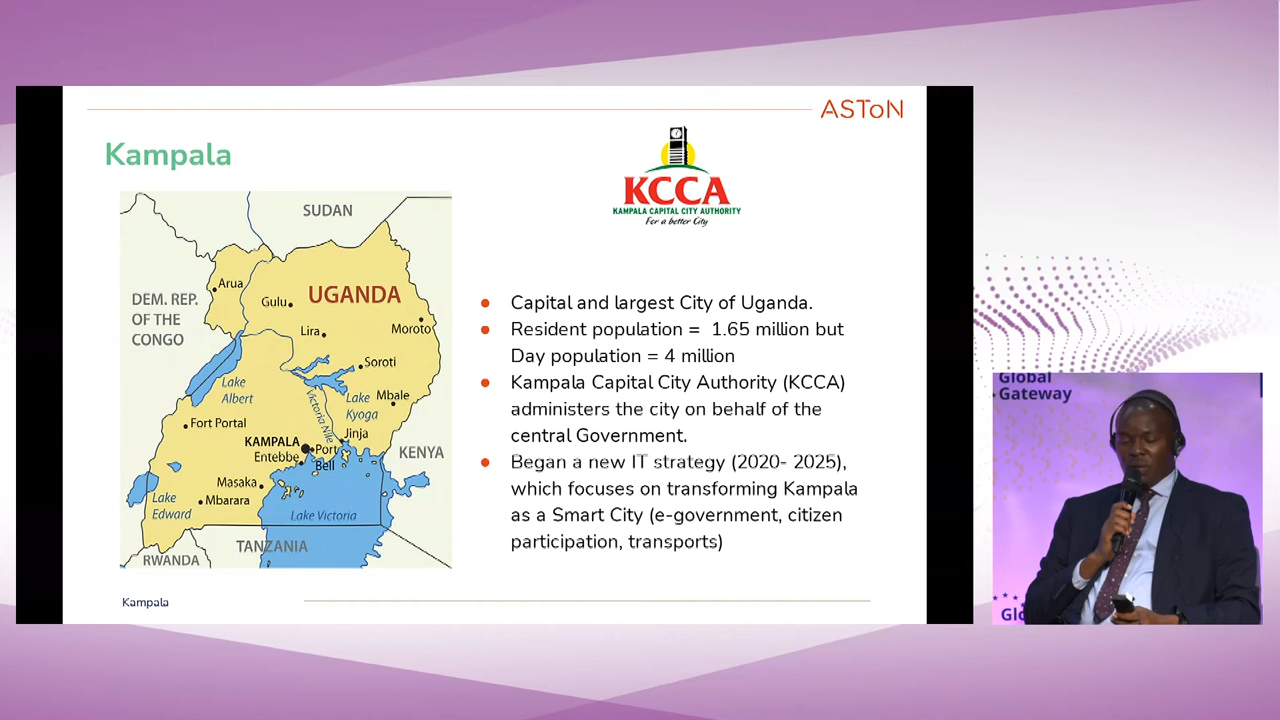 ASToN
Kampala
KCCA
KAMPALA CAPITAL CITY AUTHORITY
For a better City
SUDAN
DEM. REP.
OF THE
CONGO
Arua
Gulu
UGANDA
Lira
Moroto
Soroti
Lake
Albert
Victoria Nile
Lake
Kyoga
Mbale
Fort Portal
Jinja
KAMPALA
Port
Bell
Entebbe
KENYA
Masaka
Lake
Edward
Mbarara
Lake Victoria
TANZANIA
RWANDA
Capital and largest City of Uganda.
Resident population = 1.65 million but
Day population = 4 million
Kampala Capital City Authority (KCCA)
administers the city on behalf of the
central Government.
Began a new IT strategy (2020- 2025),
which focuses on transforming Kampala
as a Smart City (e-government, citizen
participation, transports)
Kampala
Global
Gateway
Glo